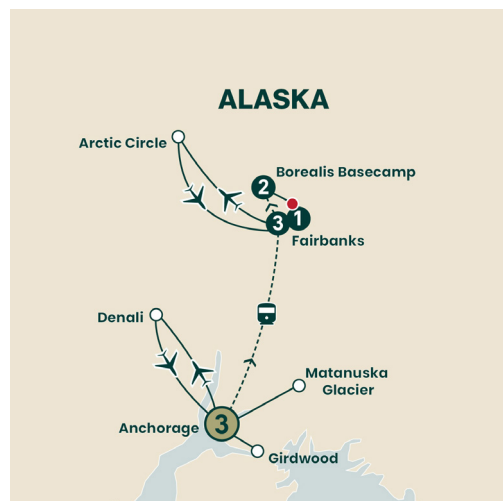 ALASKA
Arctic Circle
Borealis Basecamp
2
3
1
Fairbanks
Denali
Matanuska
Glacier
Anchorage
3
Girdwood